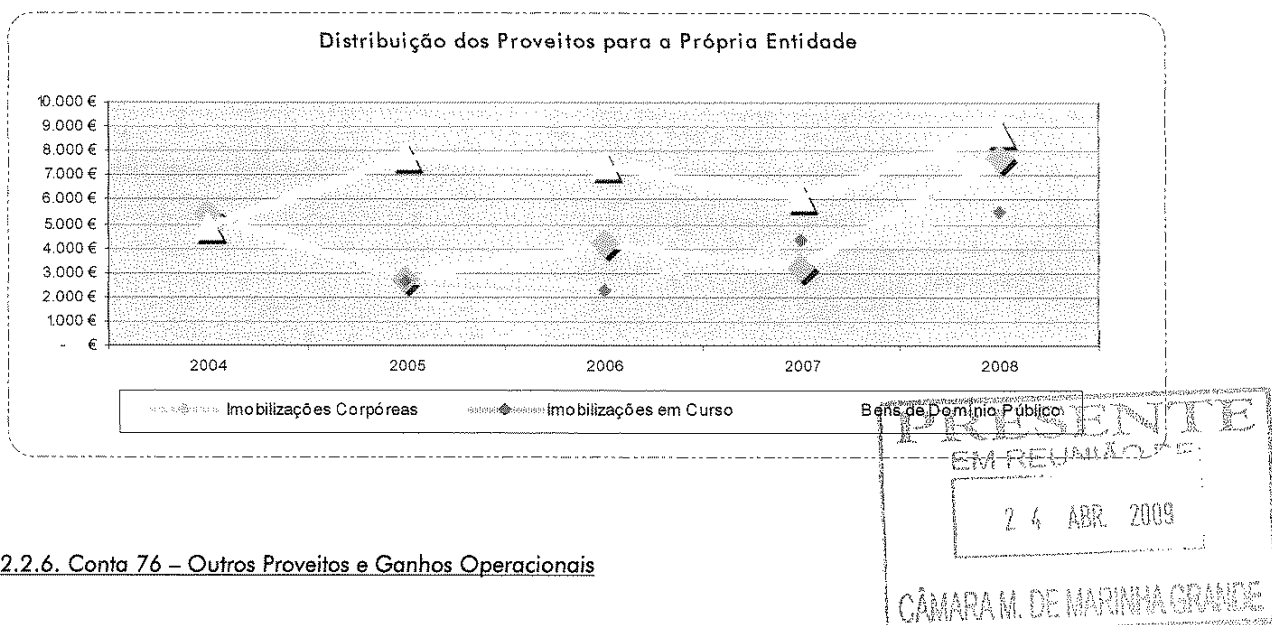 Distribuição dos Proveitos para a Própria Entidade
10.000 €
9.000 €
8.000 €
7.000 €
6.000 €
5.000 €
4.000 €
3.000 €
2.000 €
1.000 €
- €
2004 2005 2006 2007 2008
Imobilizações Corpóreas Imobilizações em Curso Bens de Domínio Público
PRESENTE
EM REUNIÃO DE
24 ABR. 2009
CÂMARA M. DE MARINHA GRANDE
2.2.6. Conta 76 – Outros Proveitos e Ganhos Operacionais